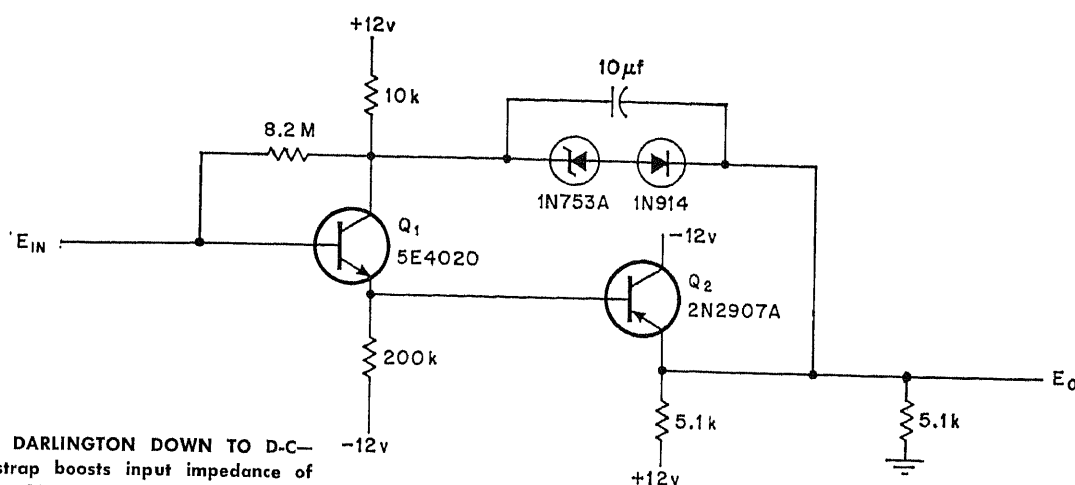 +12v
10k
10µf
8.2 M
1N753A 1N914
E_IN
Q₁
5E4020
-12v
Q₂
2N2907A
200k
E_O
5.1k
5.1k
DARLINGTON DOWN TO D-C—
-12v
strap boosts input impedance of
+12v